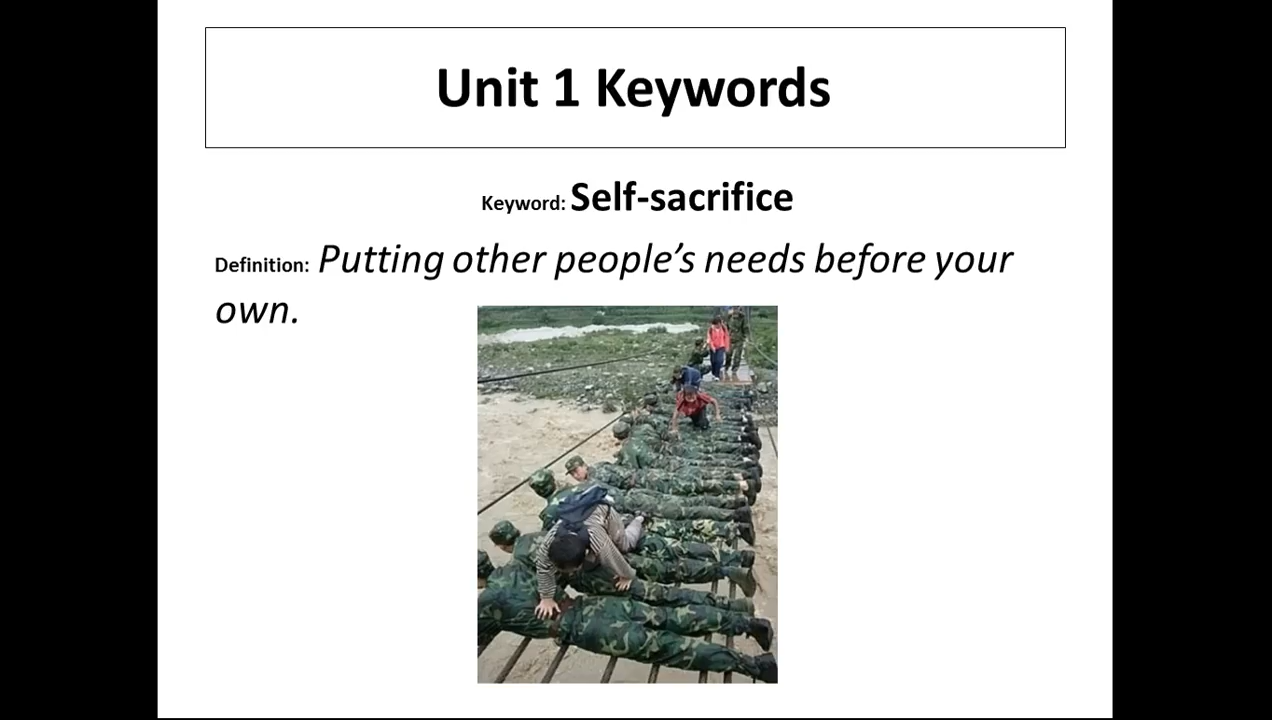 Unit 1 Keywords
Keyword: Self-sacrifice
Definition: Putting other people’s needs before your
own.